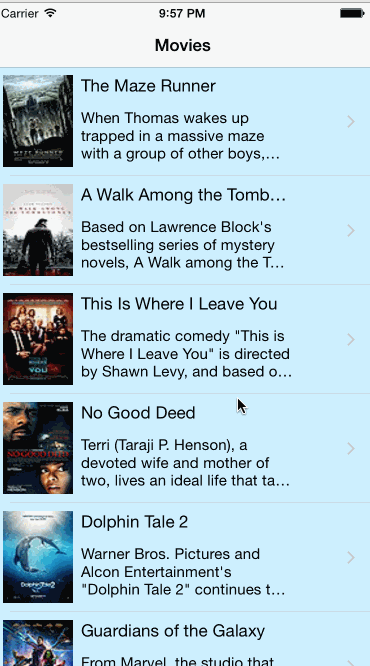 Carrier 9:57 PM
Movies
The Maze Runner
When Thomas wakes up
trapped in a massive maze
with a group of other boys,…
A Walk Among the Tomb…
Based on Lawrence Block's
bestselling series of mystery
novels, A Walk among the T…
This Is Where I Leave You
The dramatic comedy "This is
Where I Leave You" is directed
by Shawn Levy, and based o…
No Good Deed
Terri (Taraji P. Henson), a
devoted wife and mother of
two, lives an ideal life that ta…
Dolphin Tale 2
Warner Bros. Pictures and
Alcon Entertainment's
"Dolphin Tale 2" continues t…
Guardians of the Galaxy
From Marvel, the studio that